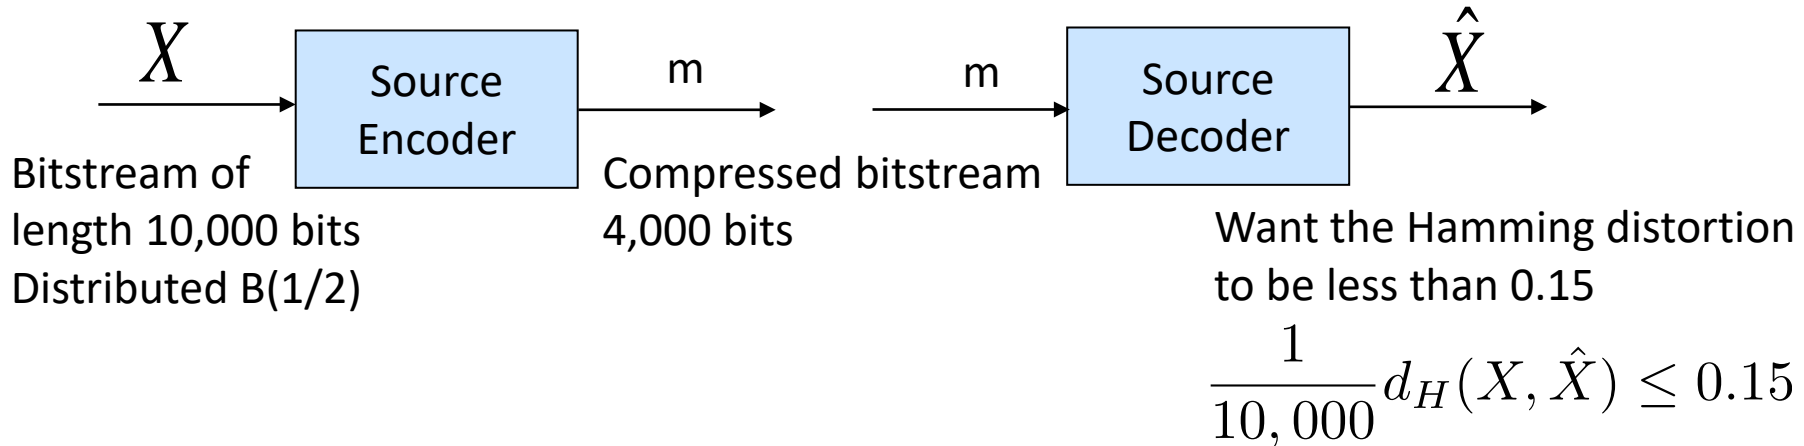 X
Source
Encoder
m
m
Source
Decoder
X̂
Bitstream of
length 10,000 bits
Distributed B(1/2)
Compressed bitstream
4,000 bits
Want the Hamming distortion
to be less than 0.15
1/10,000 d_H(X, X̂) ≤ 0.15